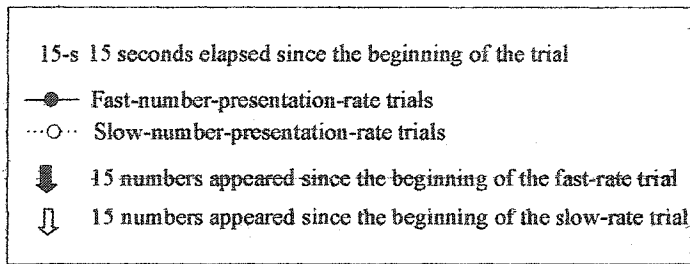 15-s 15 seconds elapsed since the beginning of the trial
Fast-number-presentation-rate trials
Slow-number-presentation-rate trials
15 numbers appeared since the beginning of the fast-rate trial
15 numbers appeared since the beginning of the slow-rate trial